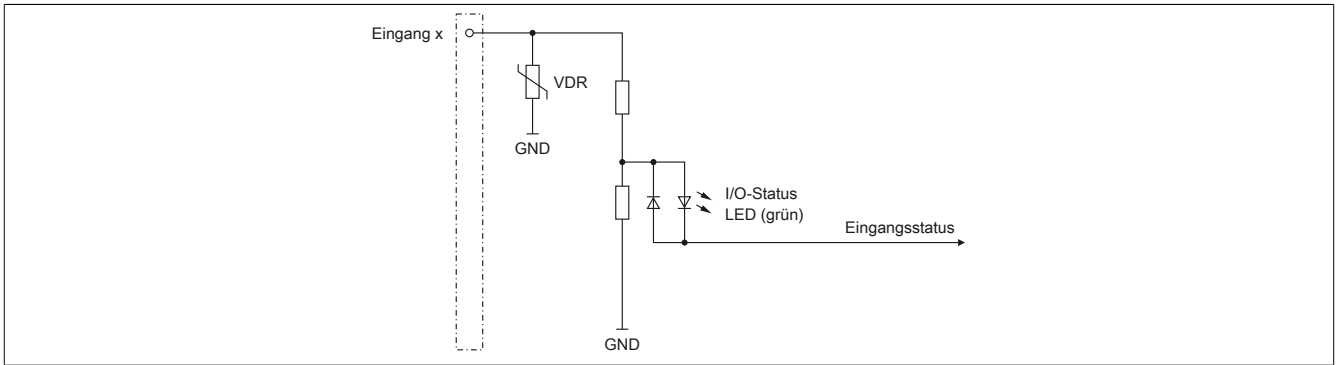 Eingang x
VDR
GND
I/O-Status
LED (grün)
Eingangsstatus
GND